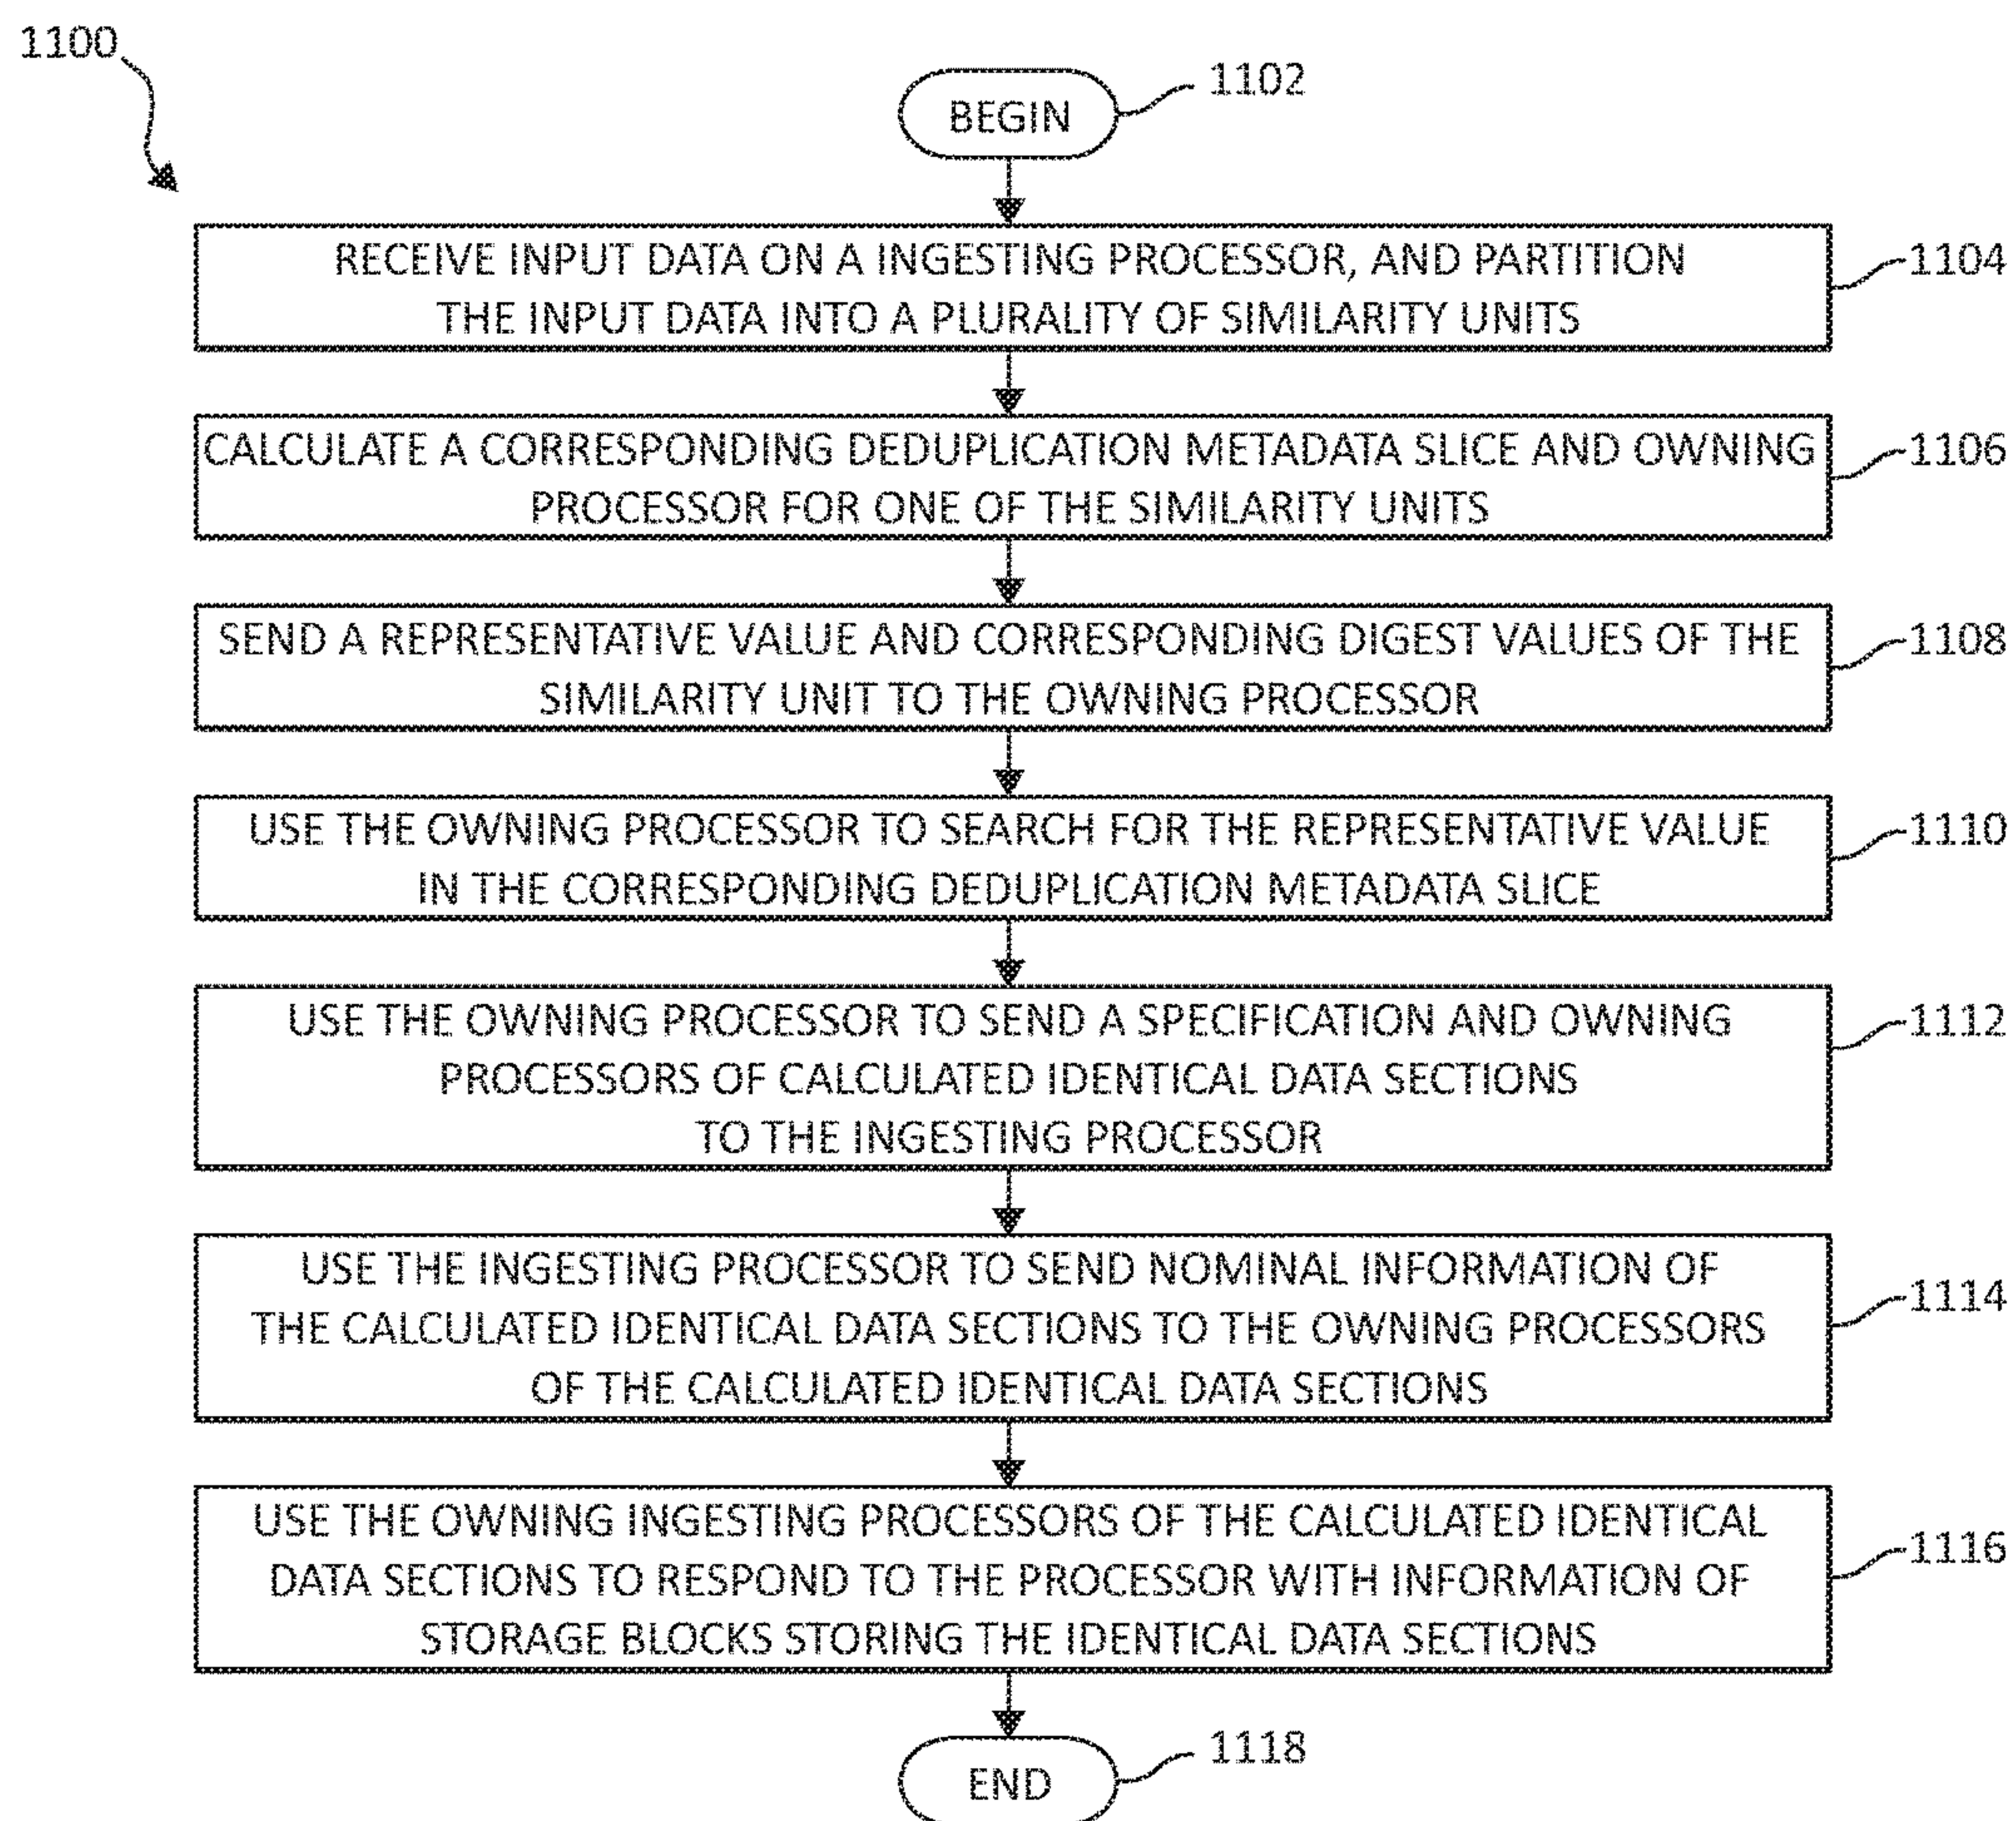 1100
BEGIN
1102
RECEIVE INPUT DATA ON A INGESTING PROCESSOR, AND PARTITION
THE INPUT DATA INTO A PLURALITY OF SIMILARITY UNITS
1104
CALCULATE A CORRESPONDING DEDUPLICATION METADATA SLICE AND OWNING
PROCESSOR FOR ONE OF THE SIMILARITY UNITS
1106
SEND A REPRESENTATIVE VALUE AND CORRESPONDING DIGEST VALUES OF THE
SIMILARITY UNIT TO THE OWNING PROCESSOR
1108
USE THE OWNING PROCESSOR TO SEARCH FOR THE REPRESENTATIVE VALUE
IN THE CORRESPONDING DEDUPLICATION METADATA SLICE
1110
USE THE OWNING PROCESSOR TO SEND A SPECIFICATION AND OWNING
PROCESSORS OF CALCULATED IDENTICAL DATA SECTIONS
TO THE INGESTING PROCESSOR
1112
USE THE INGESTING PROCESSOR TO SEND NOMINAL INFORMATION OF
THE CALCULATED IDENTICAL DATA SECTIONS TO THE OWNING PROCESSORS
OF THE CALCULATED IDENTICAL DATA SECTIONS
1114
USE THE OWNING INGESTING PROCESSORS OF THE CALCULATED IDENTICAL
DATA SECTIONS TO RESPOND TO THE PROCESSOR WITH INFORMATION OF
STORAGE BLOCKS STORING THE IDENTICAL DATA SECTIONS
1116
END
1118